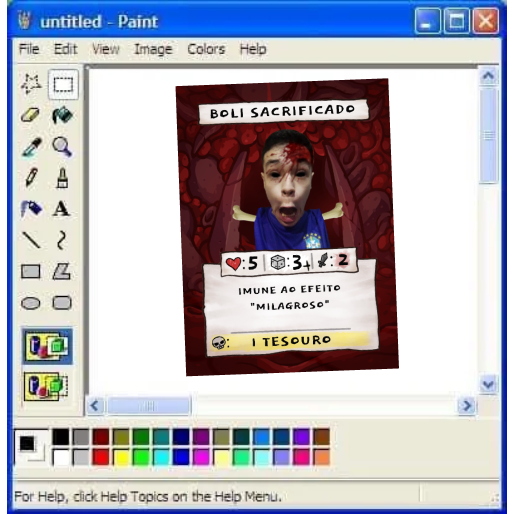 untitled - Paint
File Edit View Image Colors Help
A
BOLI SACRIFICADO
:5 :3+ :2
IMUNE AO EFEITO
"MILAGROSO"
: 1 TESOURO
For Help, click Help Topics on the Help Menu.